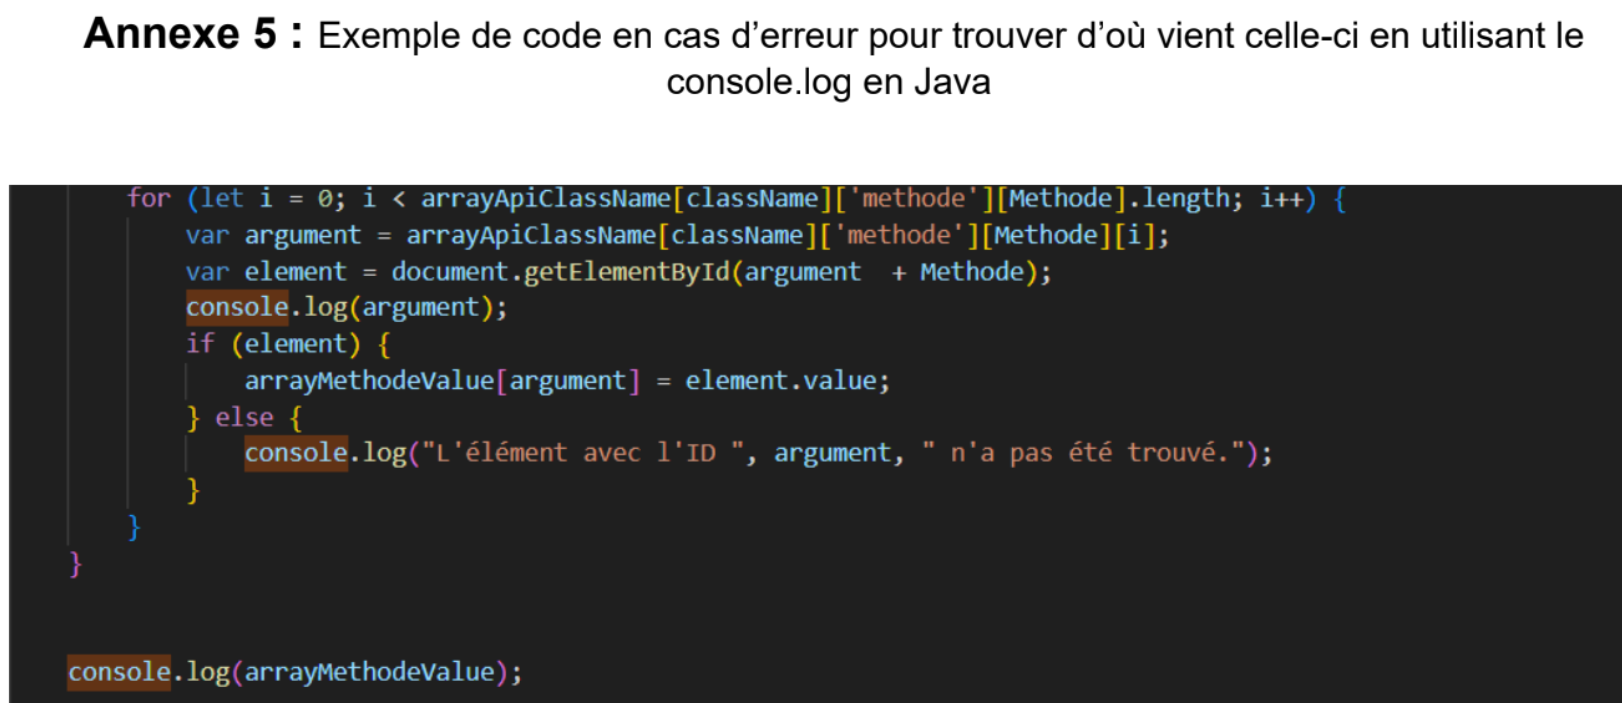 Annexe 5 : Exemple de code en cas d’erreur pour trouver d’où vient celle-ci en utilisant le
console.log en Java
for (let i = 0; i < arrayApiClassName[className]['methode'][Methode].length; i++) {
var argument = arrayApiClassName[className]['methode'][Methode][i];
var element = document.getElementById(argument  + Methode);
console.log(argument);
if (element) {
arrayMethodeValue[argument] = element.value;
} else {
console.log("L'élément avec l'ID ", argument, " n'a pas été trouvé.");
}
}
}
console.log(arrayMethodeValue);